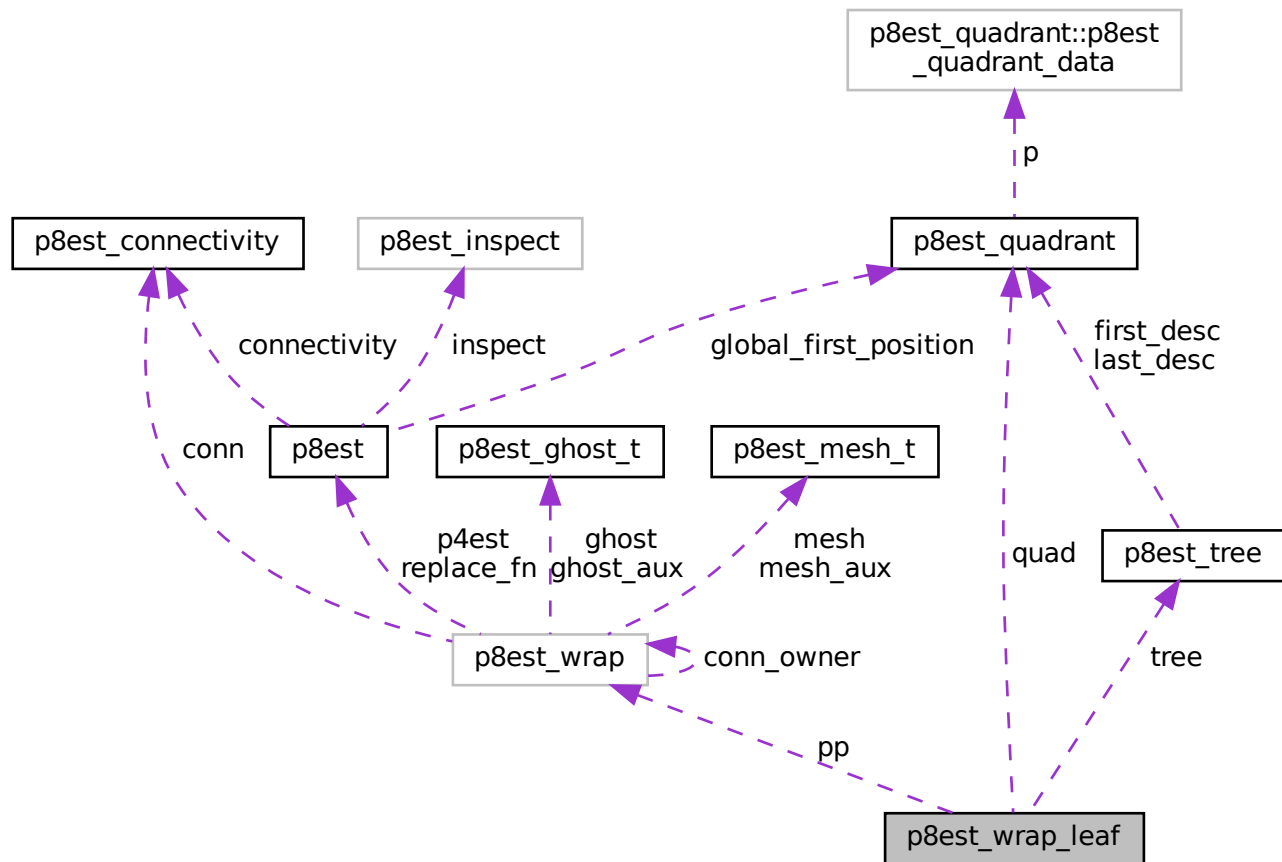 p8est_quadrant::p8est
_quadrant_data
p
p8est_connectivity
p8est_inspect
p8est_quadrant
connectivity
inspect
global_first_position
first_desc
last_desc
conn
p8est
p8est_ghost_t
p8est_mesh_t
p4est
replace_fn
ghost
ghost_aux
mesh
mesh_aux
quad
p8est_tree
p8est_wrap
conn_owner
tree
pp
p8est_wrap_leaf